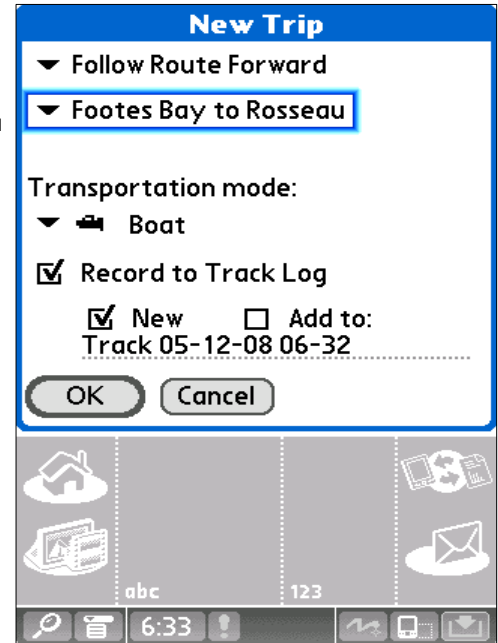 New Trip
Follow Route Forward
Footes Bay to Rosseau
Transportation mode:
Boat
Record to Track Log
New Add to:
Track 05-12-08 06-32
OK Cancel
abc 123
6:33